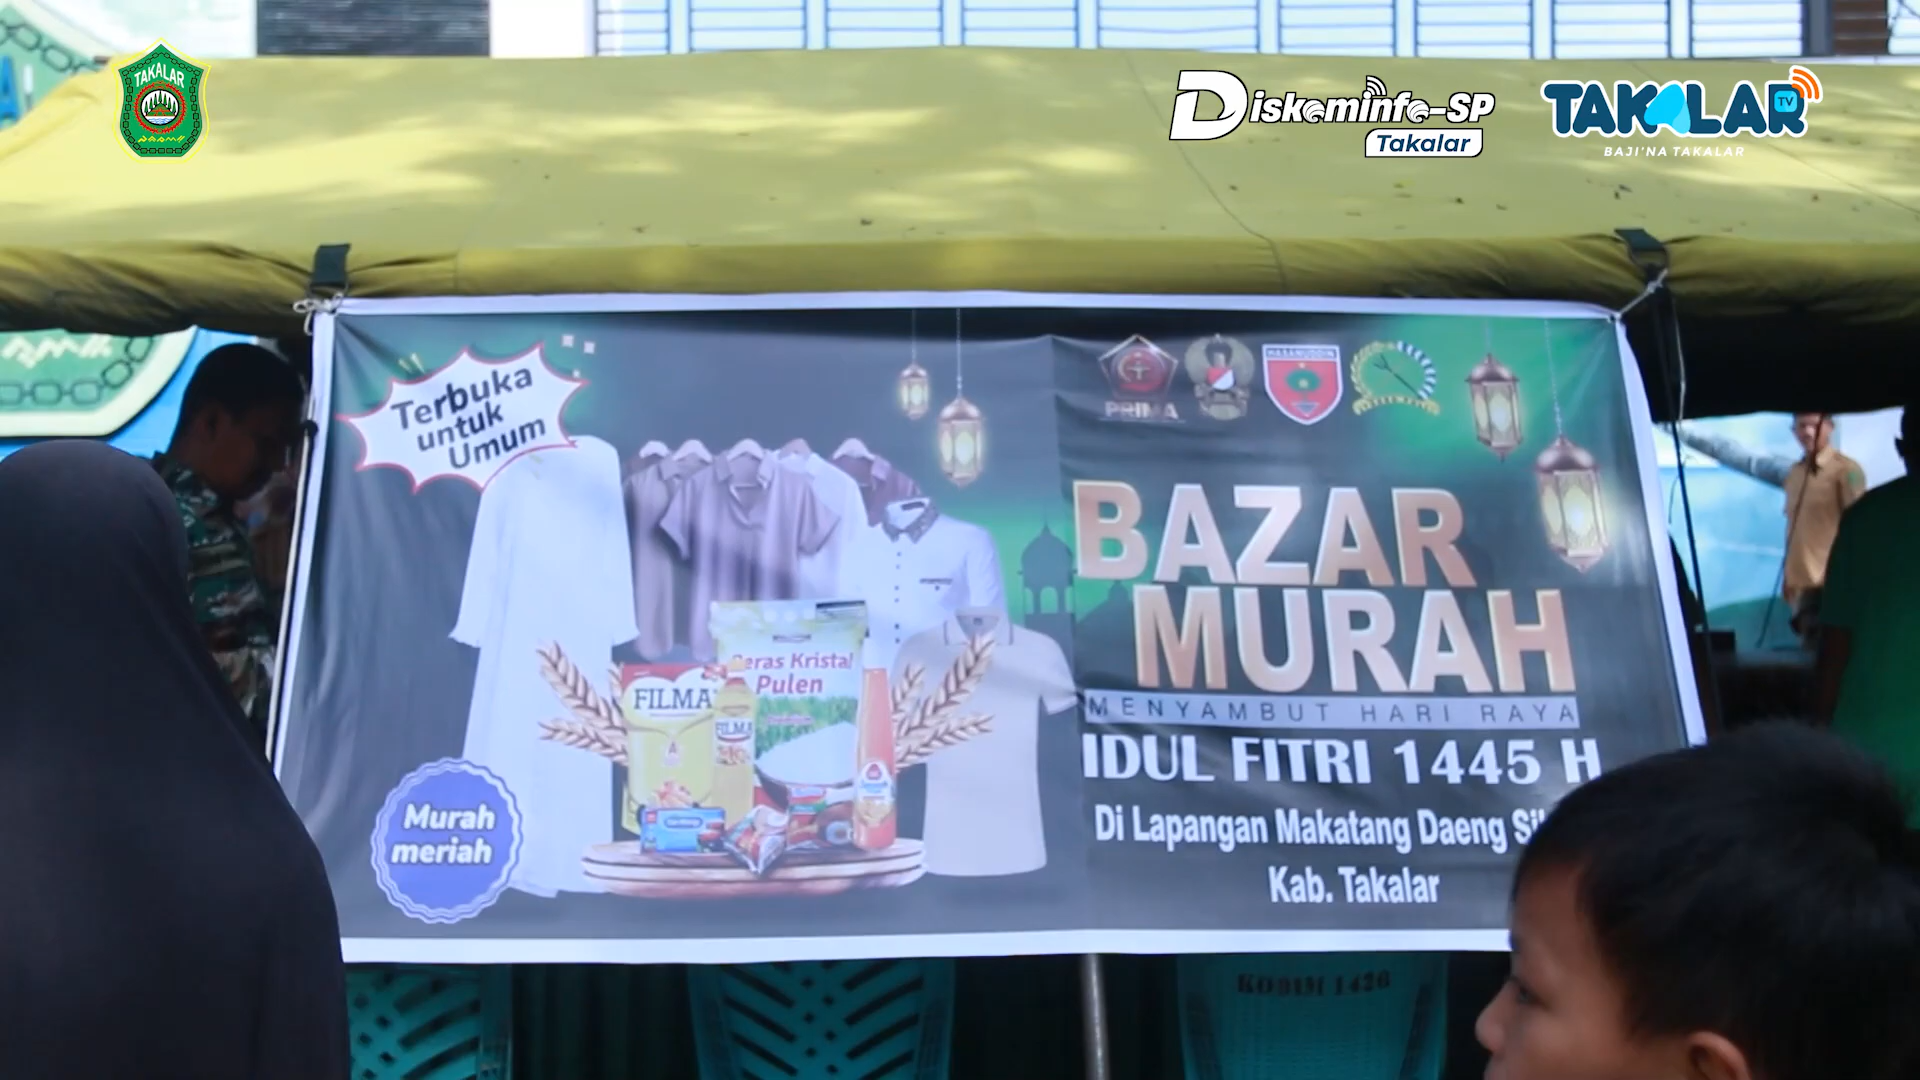 TAKALAR
Diskominfo-SP
Takalar
TAKALAR TV
BAJI'NA TAKALAR
Terbuka
untuk
Umum
PRIMA
HASANUDDIN
BAZAR
MURAH
MENYAMBUT HARI RAYA
IDUL FITRI 1445 H
Di Lapangan Makatang Daeng
Kab. Takalar
Beras Kristal
Pulen
FILMA
FILMA
Murah
meriah
KODIM 1426